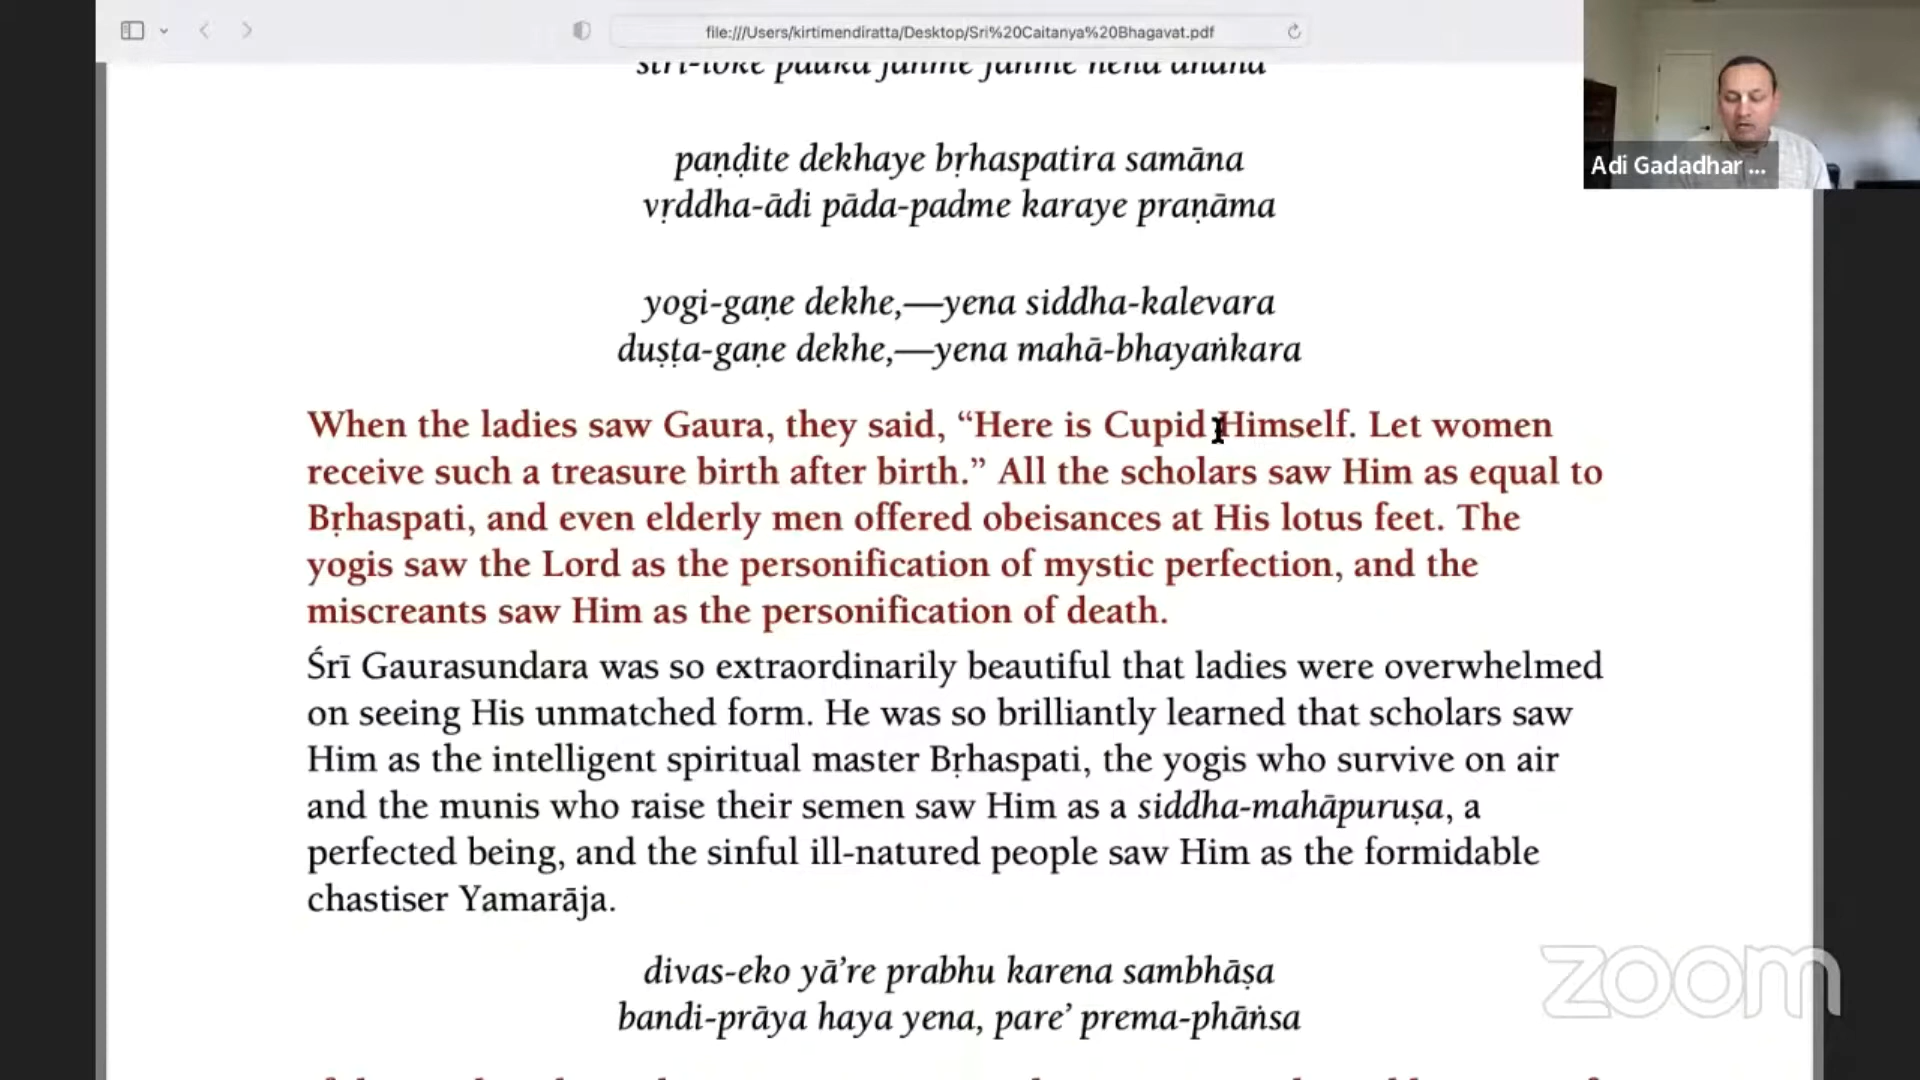 file:///Users/kirtimendiratta/Desktop/Sri%20Caitanya%20Bhagavat.pdf
Adi Gadadhar ...
paṇḍite dekhaye bṛhaspatira samāna
vṛddha-ādi pāda-padme karaye praṇāma
yogi-gaṇe dekhe,—yena siddha-kalevara
duṣṭa-gaṇe dekhe,—yena mahā-bhayaṅkara
When the ladies saw Gaura, they said, “Here is Cupid Himself. Let women
receive such a treasure birth after birth.” All the scholars saw Him as equal to
Bṛhaspati, and even elderly men offered obeisances at His lotus feet. The
yogis saw the Lord as the personification of mystic perfection, and the
miscreants saw Him as the personification of death.
Śrī Gaurasundara was so extraordinarily beautiful that ladies were overwhelmed
on seeing His unmatched form. He was so brilliantly learned that scholars saw
Him as the intelligent spiritual master Bṛhaspati, the yogis who survive on air
and the munis who raise their semen saw Him as a siddha-mahāpuruṣa, a
perfected being, and the sinful ill-natured people saw Him as the formidable
chastiser Yamarāja.
divas-eko yā’re prabhu karena sambhāṣa
bandi-prāya haya yena, pare’ prema-phāṅsa
zoom